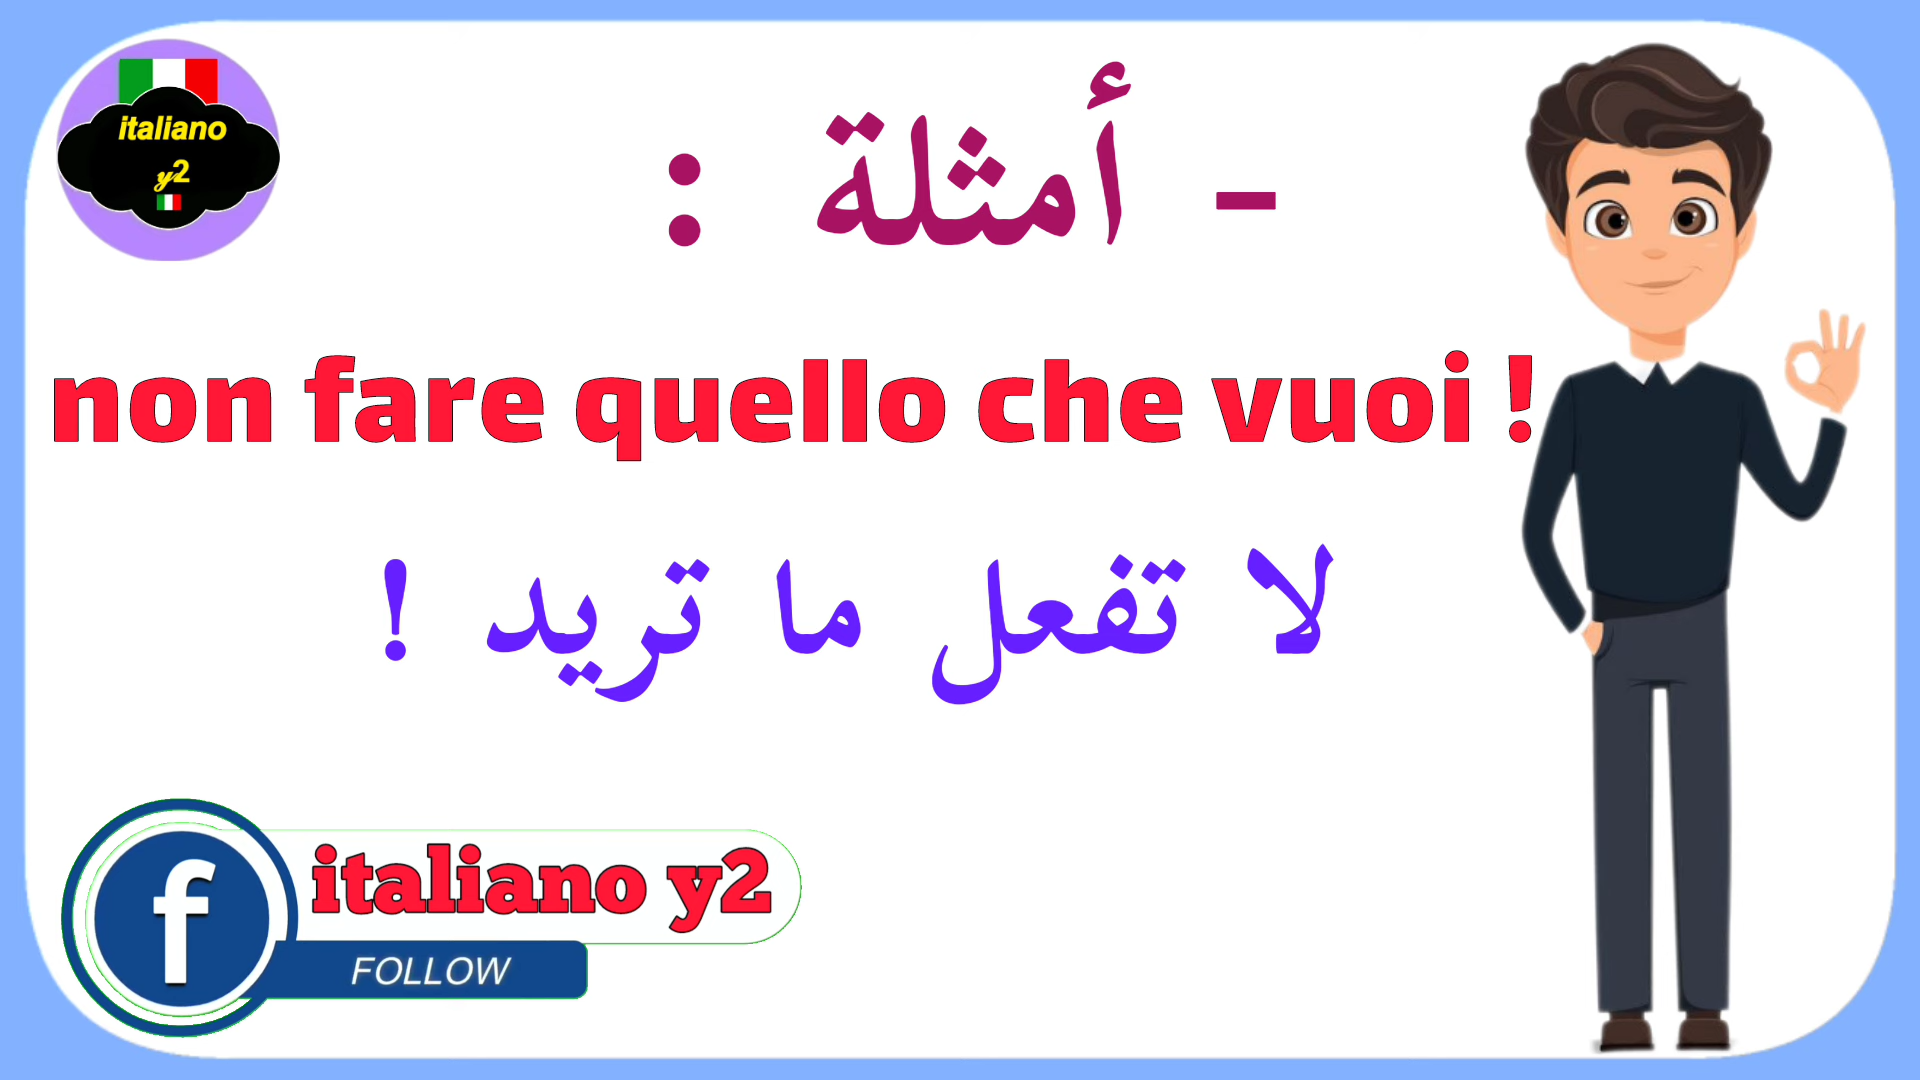 italiano
y2
- أمثلة :
non fare quello che vuoi !
لا تفعل ما تريد !
f
italiano y2
FOLLOW